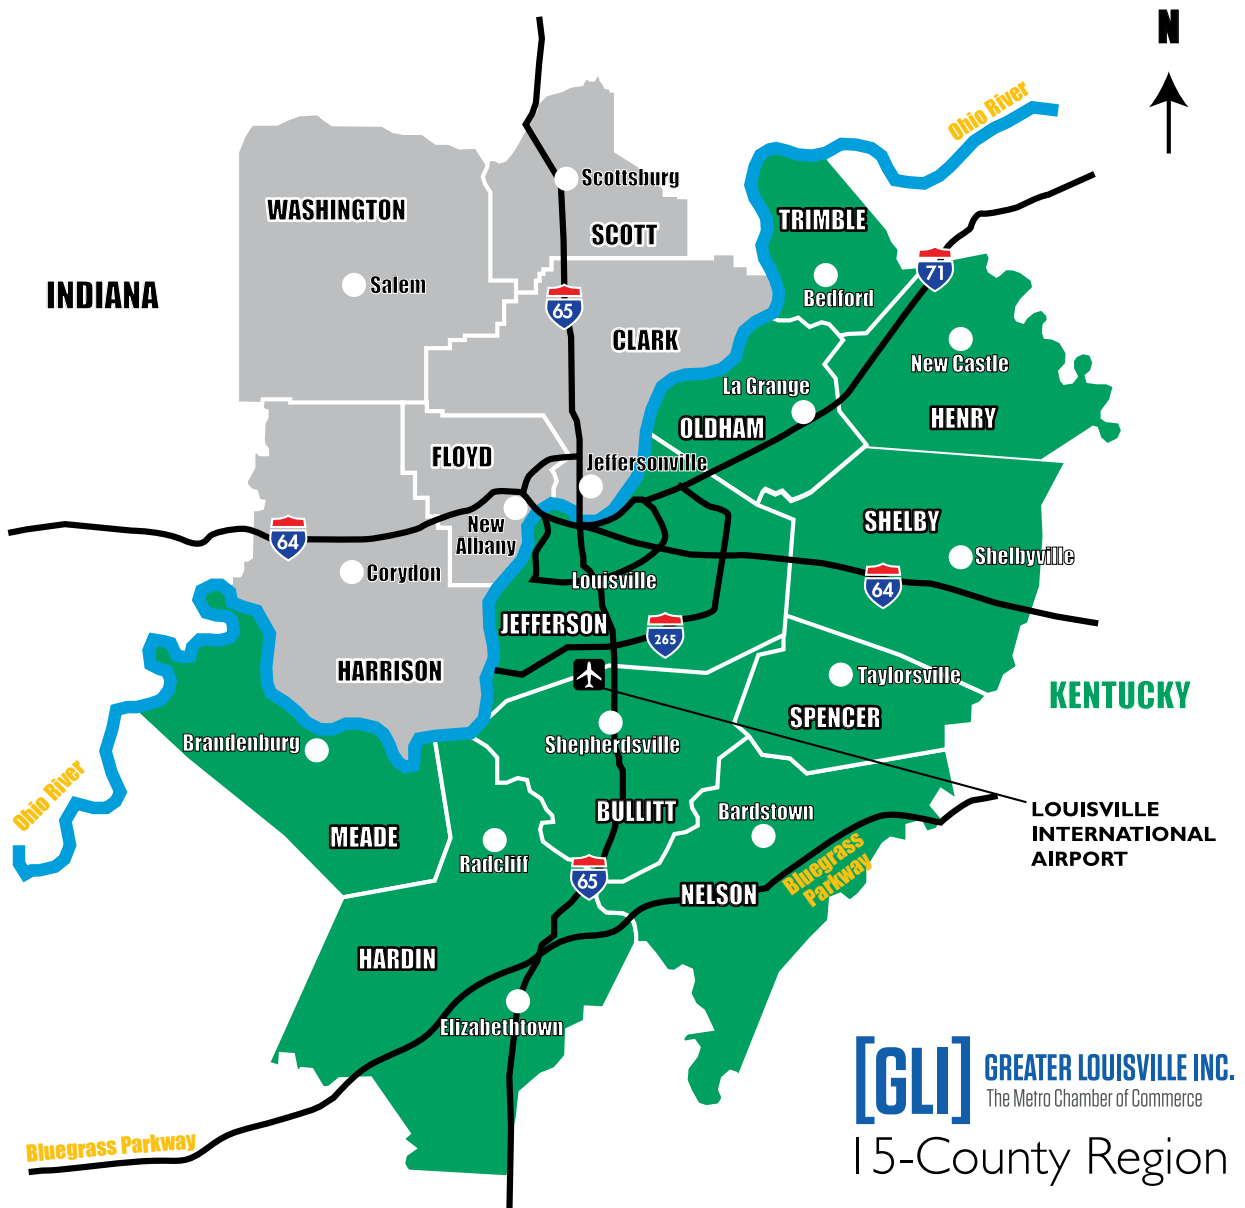 N
Ohio River
Scottsburg
WASHINGTON
TRIMBLE
SCOTT
71
INDIANA
Salem
Bedford
65
CLARK
New Castle
La Grange
HENRY
OLDHAM
FLOYD
Jeffersonville
SHELBY
New
Albany
64
Shelbyville
Corydon
Louisville
64
JEFFERSON
265
HARRISON
Taylorsville
KENTUCKY
SPENCER
Brandenburg
Shepherdsville
Ohio River
BULLITT
Bardstown
LOUISVILLE
INTERNATIONAL
AIRPORT
MEADE
Radcliff
65
Bluegrass
Parkway
NELSON
HARDIN
Elizabethtown
[GLI] GREATER LOUISVILLE INC.
The Metro Chamber of Commerce
Bluegrass Parkway
15-County Region